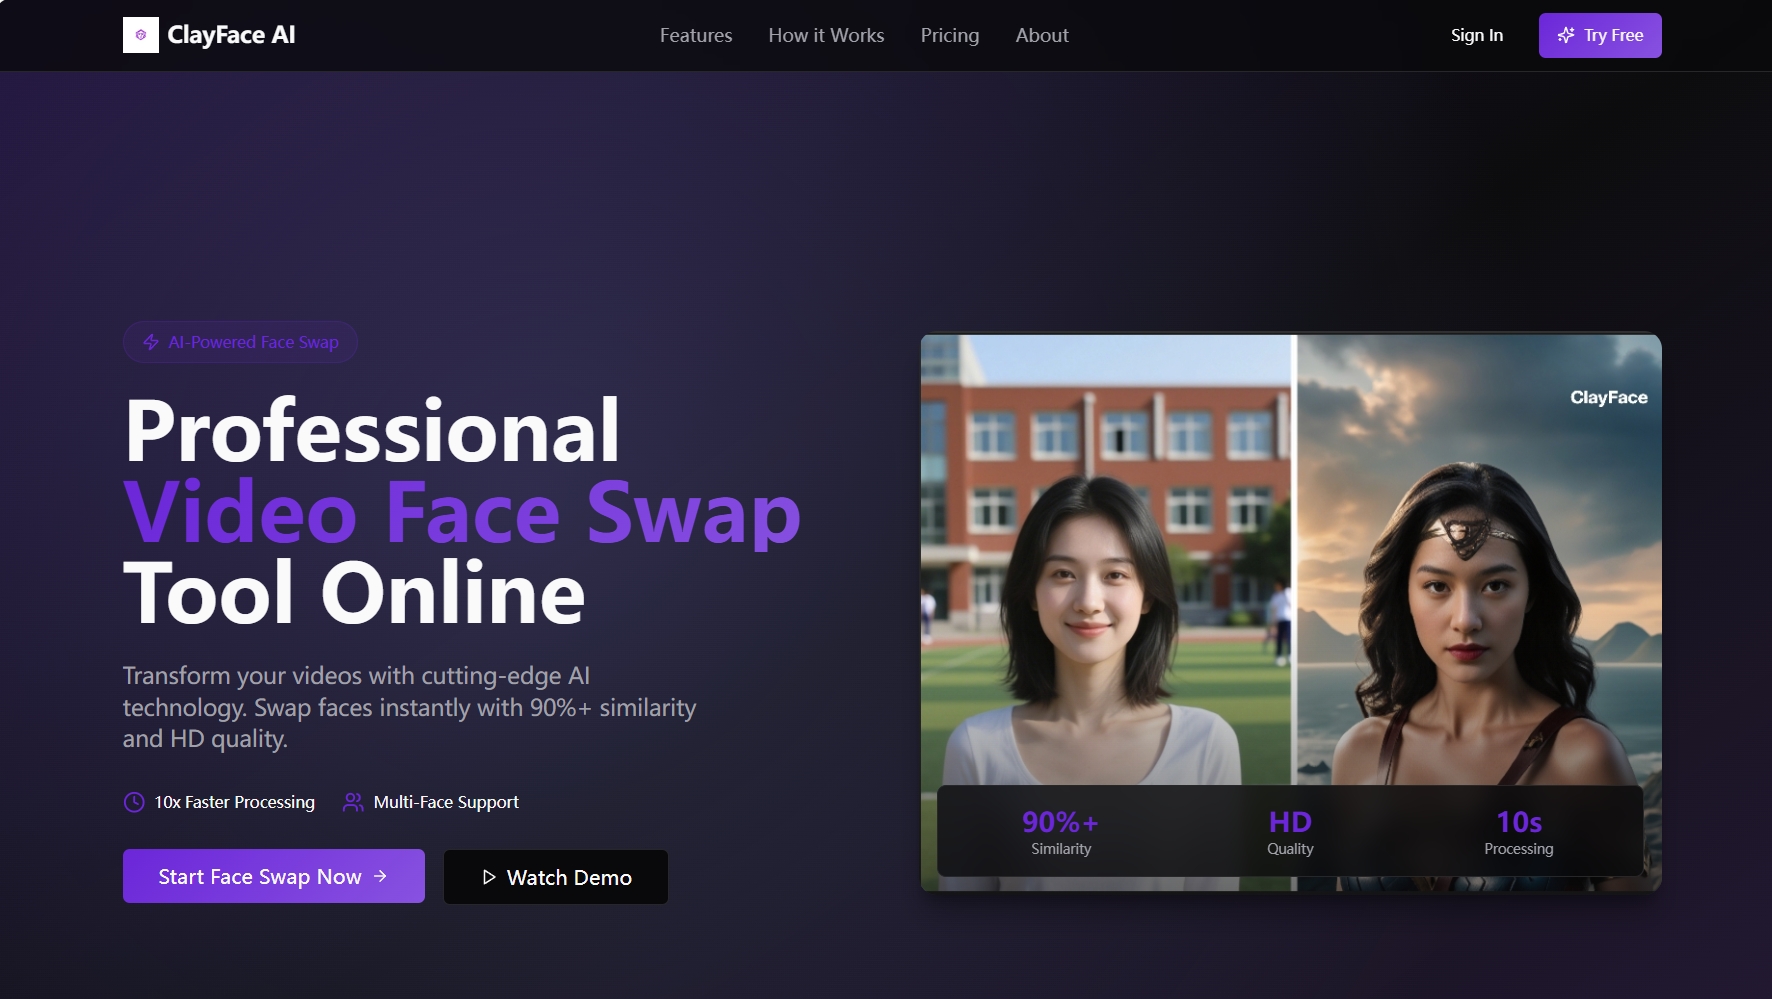 ClayFace AI
Features
How it Works
Pricing
About
Sign In
Try Free
AI-Powered Face Swap
Professional
Video Face Swap
Tool Online
Transform your videos with cutting-edge AI
technology. Swap faces instantly with 90%+ similarity
and HD quality.
10x Faster Processing
Multi-Face Support
Start Face Swap Now
Watch Demo
ClayFace
90%+
Similarity
HD
Quality
10s
Processing